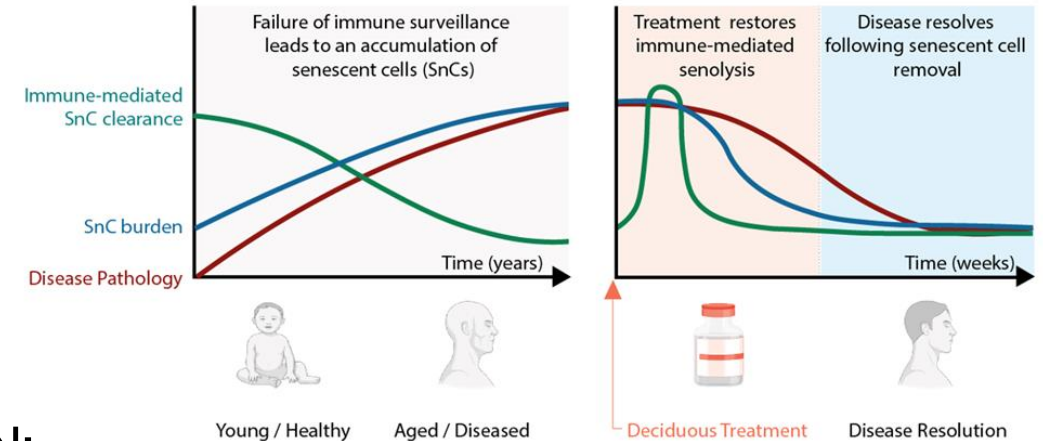 Failure of immune surveillance
leads to an accumulation of
senescent cells (SnCs)
Immune-mediated
SnC clearance
SnC burden
Disease Pathology
Time (years)
Young / Healthy
Aged / Diseased
Treatment restores
immune-mediated
senolysis
Disease resolves
following senescent cell
removal
Time (weeks)
Deciduous Treatment
Disease Resolution